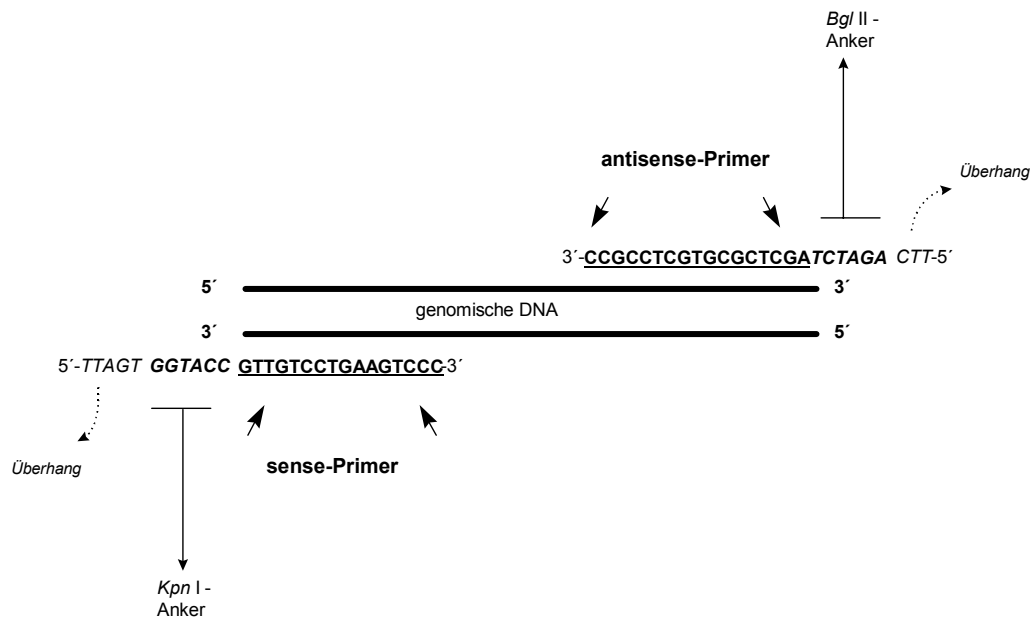 Bgl II -
Anker
antisense-Primer
Überhang
3´-CCGCCTCGTGCGCTCGATCTAGA CTT-5´
5´ 3´
genomische DNA
3´ 5´
5´-TTAGT GGTACC GTTGTCCTGAAGTCCC-3´
Überhang
sense-Primer
Kpn I -
Anker